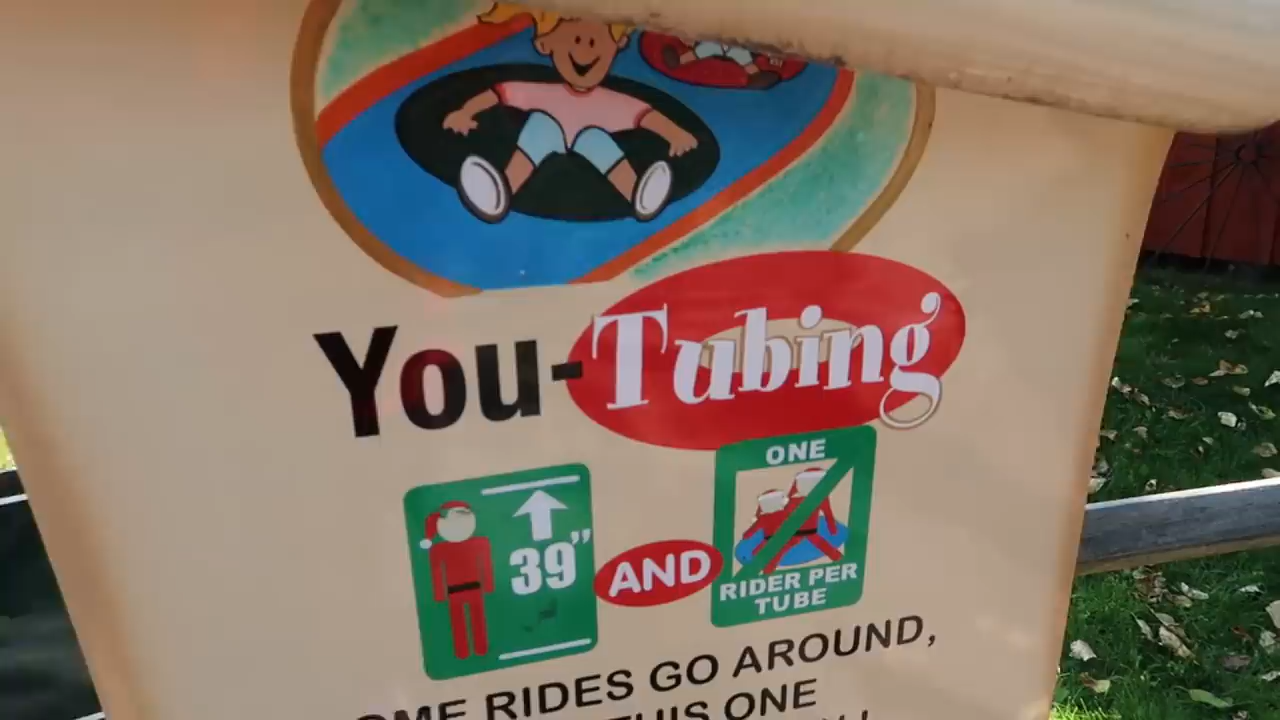 You-Tubing
39”
AND
ONE
RIDER PER
TUBE
RIDES GO AROUND,
THIS ONE